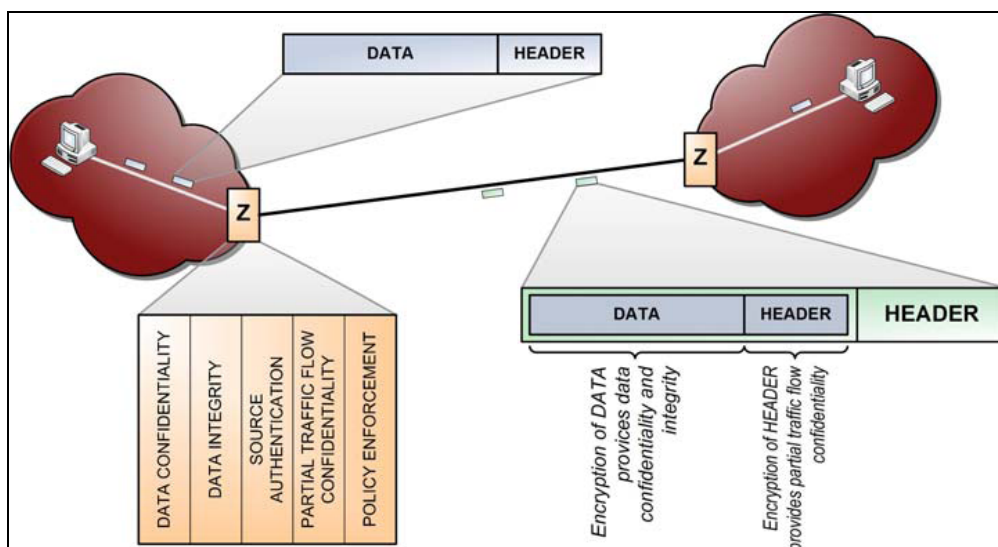 DATA
HEADER
Z
Z
DATA CONFIDENTIALITY
DATA INTEGRITY
SOURCE
AUTHENTICATION
PARTIAL TRAFFIC FLOW
CONFIDENTIALITY
POLICY ENFORCEMENT
DATA
HEADER
HEADER
Encryption of DATA
provices data
confidentiality and
integrity
Encryption of HEADER
provides partial traffic flow
confidentiality